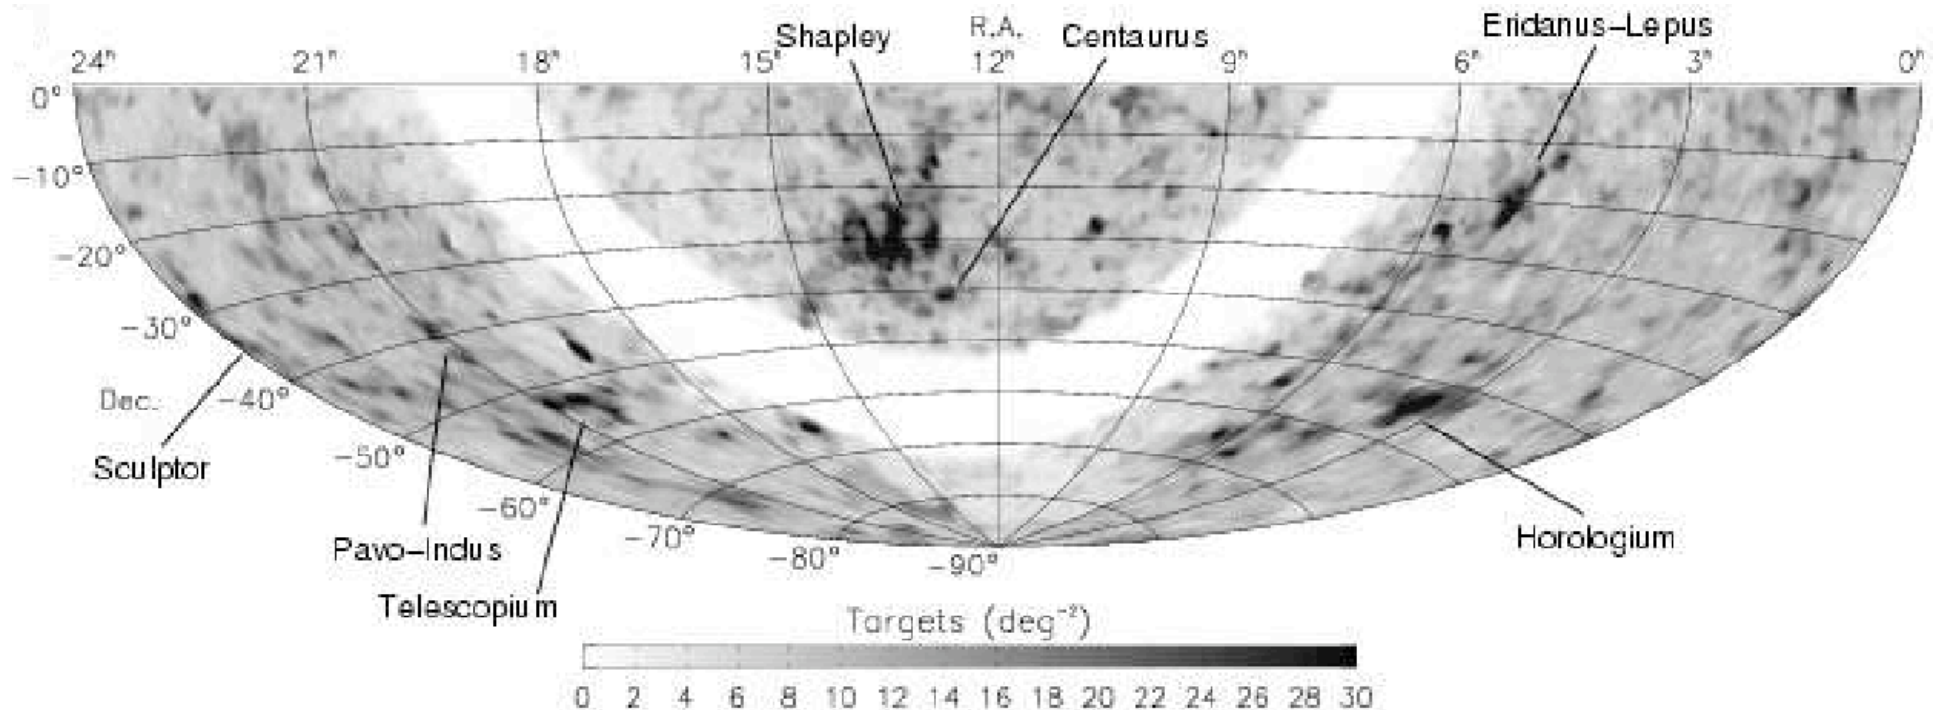 Shapley
R.A.
Centaurus
Eridanus-Lepus
24ʰ 21ʰ 18ʰ 15ʰ 12ʰ 9ʰ 6ʰ 3ʰ 0ʰ
0°
-10°
-20°
-30°
Dec.
-40°
Sculptor
-50°
-60°
-70°
-80°
-90°
Pavo-Indus
Telescopium
Horologium
Targets (deg⁻²)
0 2 4 6 8 10 12 14 16 18 20 22 24 26 28 30